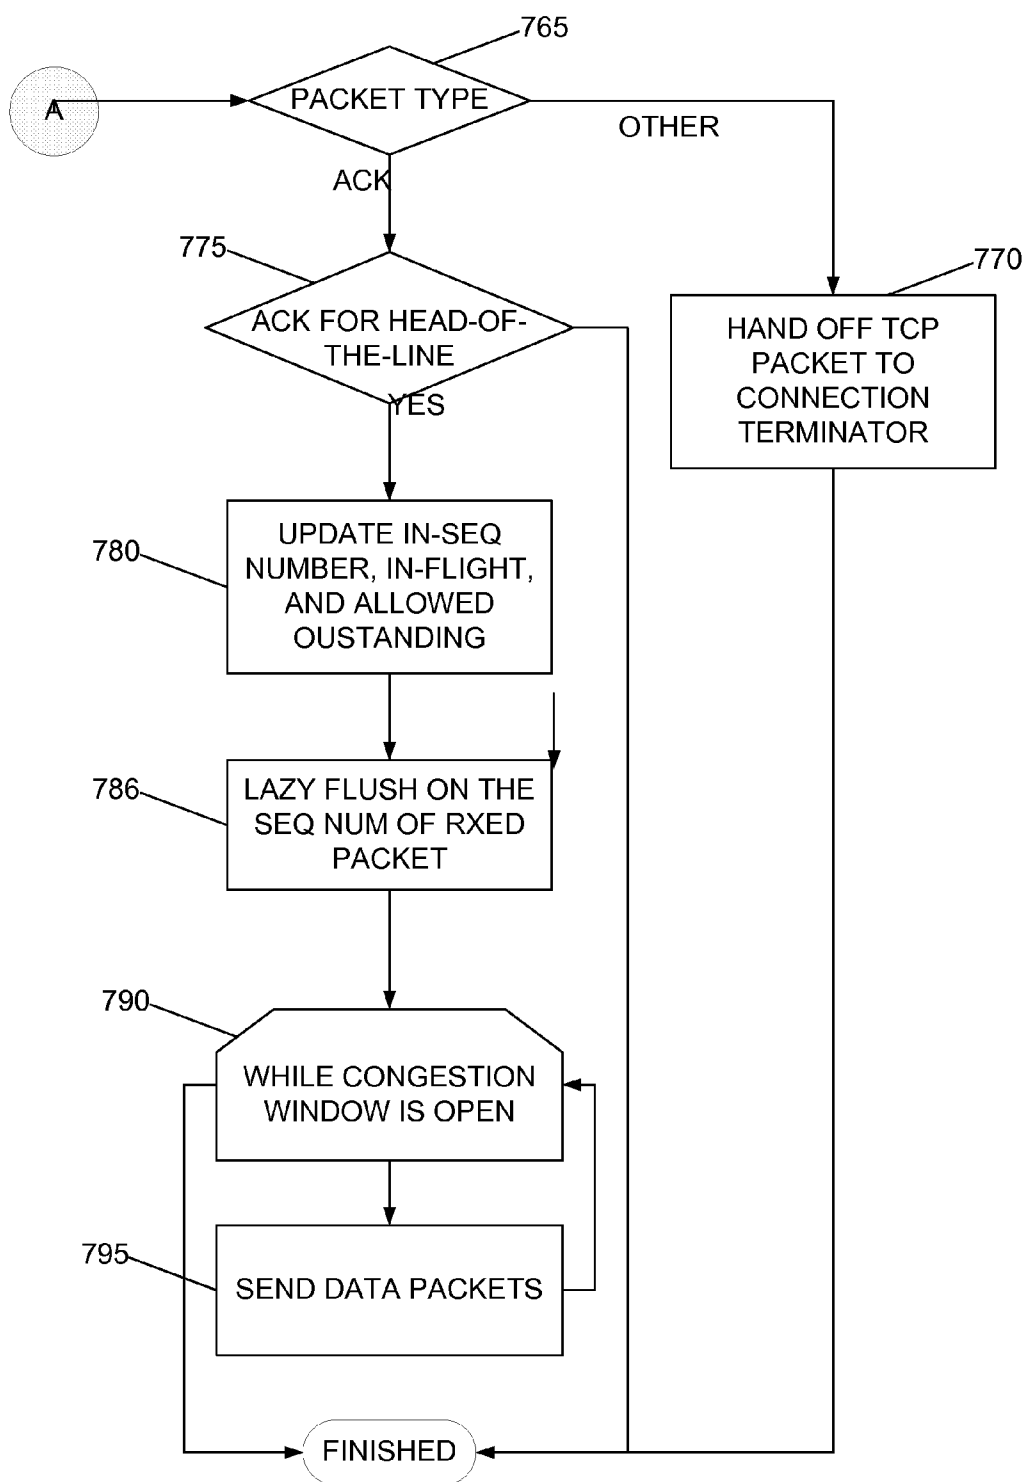 765
A
PACKET TYPE
OTHER
ACK
775
ACK FOR HEAD-OF-
THE-LINE
YES
770
HAND OFF TCP
PACKET TO
CONNECTION
TERMINATOR
780
UPDATE IN-SEQ
NUMBER, IN-FLIGHT,
AND ALLOWED
OUSTANDING
786
LAZY FLUSH ON THE
SEQ NUM OF RXED
PACKET
790
WHILE CONGESTION
WINDOW IS OPEN
795
SEND DATA PACKETS
FINISHED